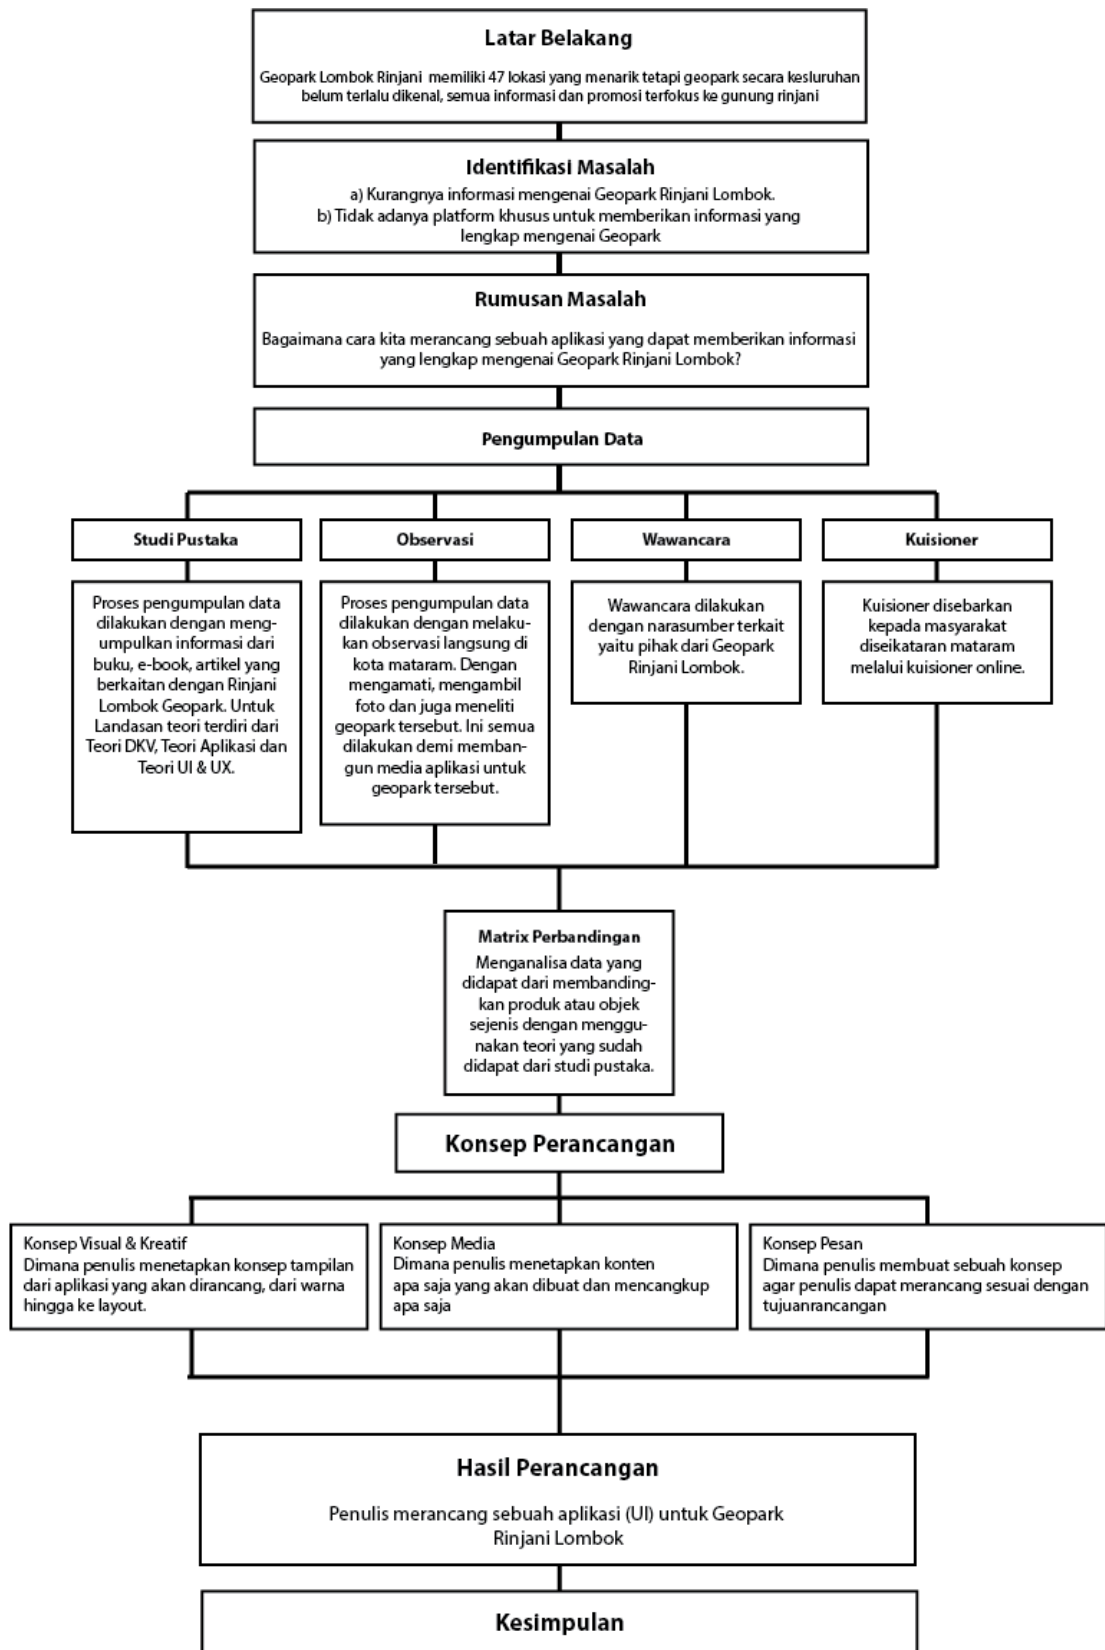 Latar Belakang
Geopark Lombok Rinjani memiliki 47 lokasi yang menarik tetapi geopark secara kesluruhan
belum terlalu dikenal, semua informasi dan promosi terfokus ke gunung rinjani
Identifikasi Masalah
a) Kurangnya informasi mengenai Geopark Rinjani Lombok.
b) Tidak adanya platform khusus untuk memberikan informasi yang
lengkap mengenai Geopark
Rumusan Masalah
Bagaimana cara kita merancang sebuah aplikasi yang dapat memberikan informasi
yang lengkap mengenai Geopark Rinjani Lombok?
Pengumpulan Data
Studi Pustaka
Proses pengumpulan data
dilakukan dengan meng-
umpulkan informasi dari
buku, e-book, artikel yang
berkaitan dengan Rinjani
Lombok Geopark. Untuk
Landasan teori terdiri dari
Teori DKV, Teori Aplikasi dan
Teori UI & UX.
Observasi
Proses pengumpulan data
dilakukan dengan melaku-
kan observasi langsung di
kota mataram. Dengan
mengamati, mengambil
foto dan juga meneliti
geopark tersebut. Ini semua
dilakukan demi memban-
gun media aplikasi untuk
geopark tersebut.
Wawancara
Wawancara dilakukan
dengan narasumber terkait
yaitu pihak dari Geopark
Rinjani Lombok.
Kuisioner
Kuisioner disebarkan
kepada masyarakat
diseikataran mataram
melalui kuisioner online.
Matrix Perbandingan
Menganalisa data yang
didapat dari membanding-
kan produk atau objek
sejenis dengan menggu-
nakan teori yang sudah
didapat dari studi pustaka.
Konsep Perancangan
Konsep Visual & Kreatif
Dimana penulis menetapkan konsep tampilan
dari aplikasi yang akan dirancang, dari warna
hingga ke layout.
Konsep Media
Dimana penulis menetapkan konten
apa saja yang akan dibuat dan mencangkup
apa saja
Konsep Pesan
Dimana penulis membuat sebuah konsep
agar penulis dapat merancang sesuai dengan
tujuanrancangan
Hasil Perancangan
Penulis merancang sebuah aplikasi (UI) untuk Geopark
Rinjani Lombok
Kesimpulan